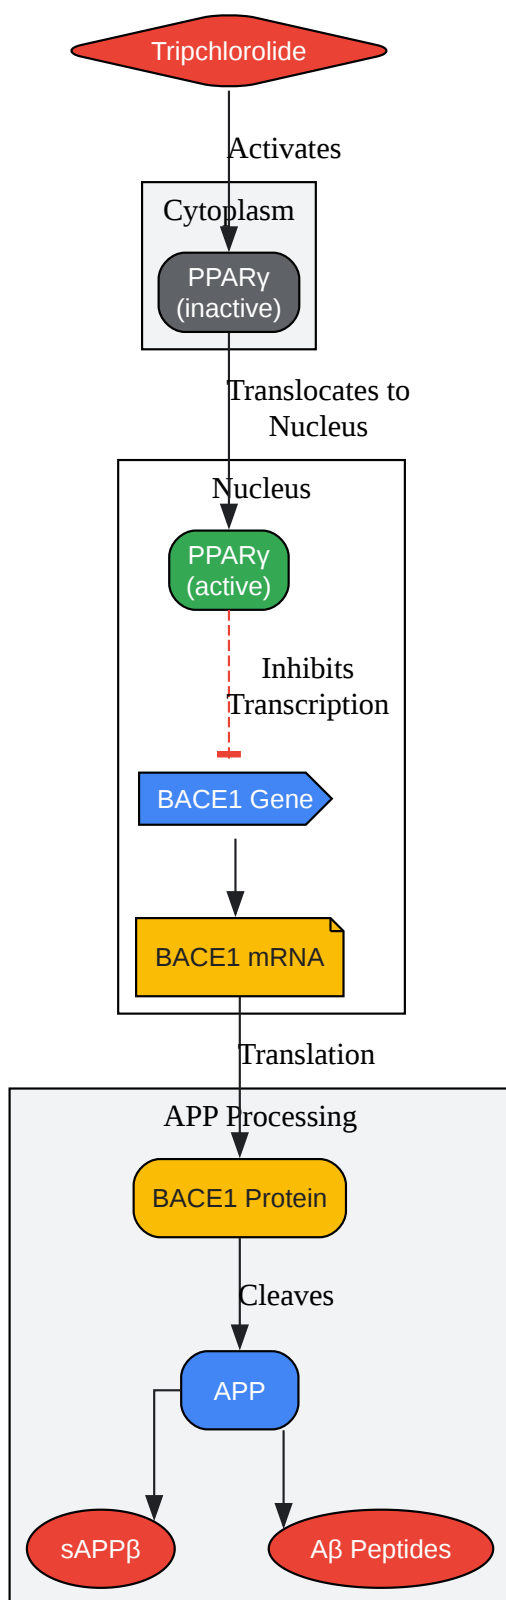 Tripchlorolide
Activates
Cytoplasm
PPARγ
(inactive)
Translocates to
Nucleus
Nucleus
PPARγ
(active)
Inhibits
Transcription
BACE1 Gene
BACE1 mRNA
Translation
APP Processing
BACE1 Protein
Cleaves
APP
sAPPβ
Aβ Peptides